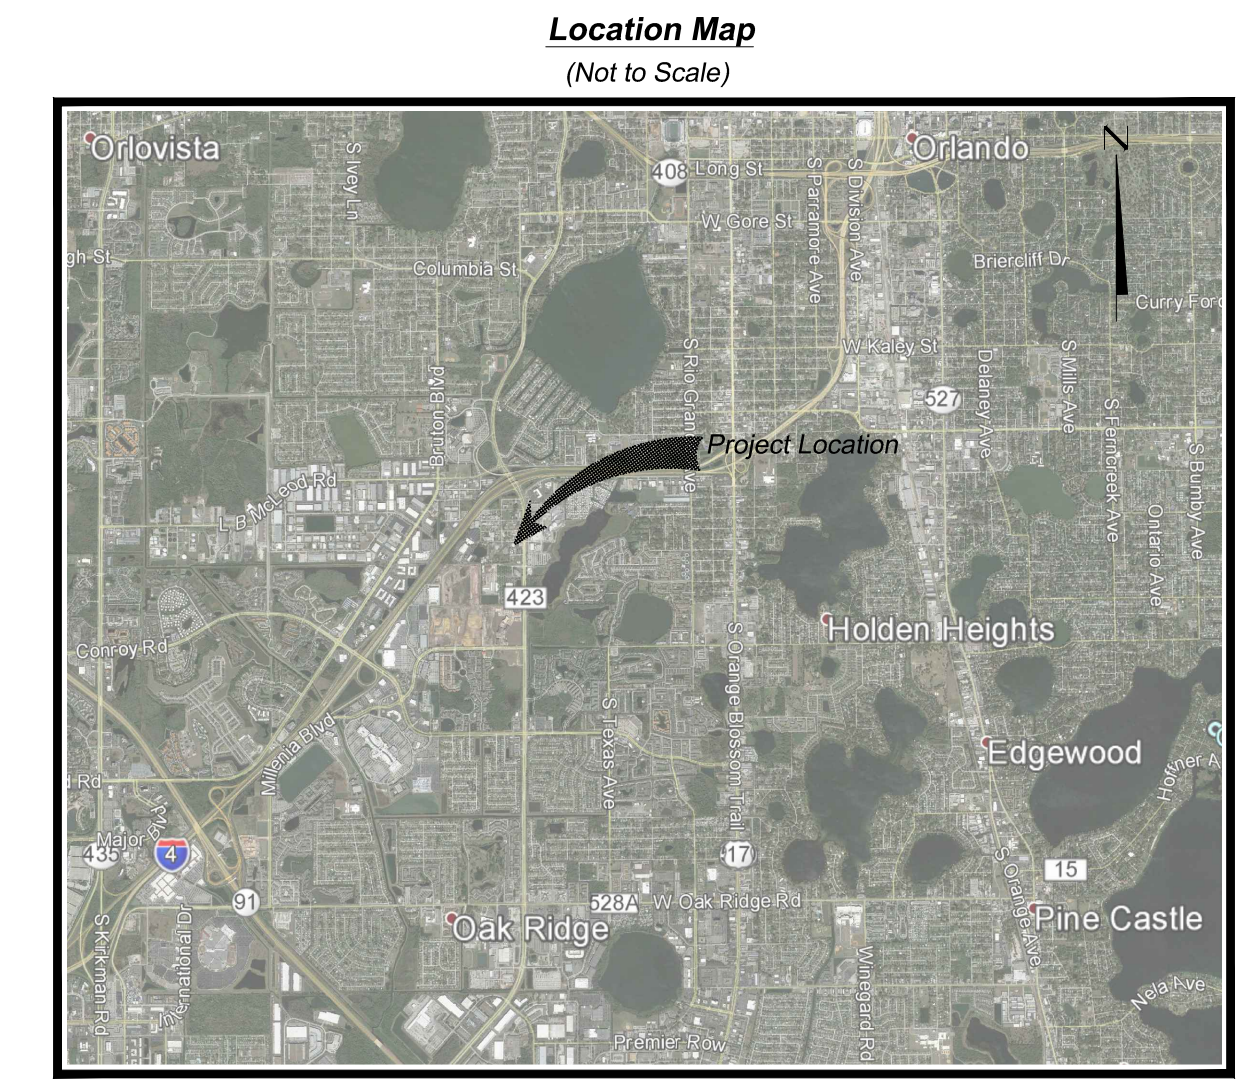 Location Map
(Not to Scale)
Orlovista
S Ivey Ln
408
Long St
S Parramore Ave
S Division Ave
Orlando
N
W Gore St
gh St
Columbia St
Briercliff Dr
Curry Ford
S Rio Gran
ve
W Kaley St
Delaney Ave
S Mills Ave
Bruton Blvd
527
S Ferncreek Ave
S Bumby Ave
Project Location
L B McLeod Rd
Ontario Ave
423
Holden Heights
Conroy Rd
S Orange Blossom Trail
S Texas Ave
Millenia Blvd
Edgewood
Hoffner A
d Rd
Major Blvd
435
4
17
S Orange Ave
15
91
528A
W Oak Ridge Rd
Oak Ridge
Pine Castle
S Kirkman Rd
International Dr
Winegard Rd
Nela Ave
Premier Row